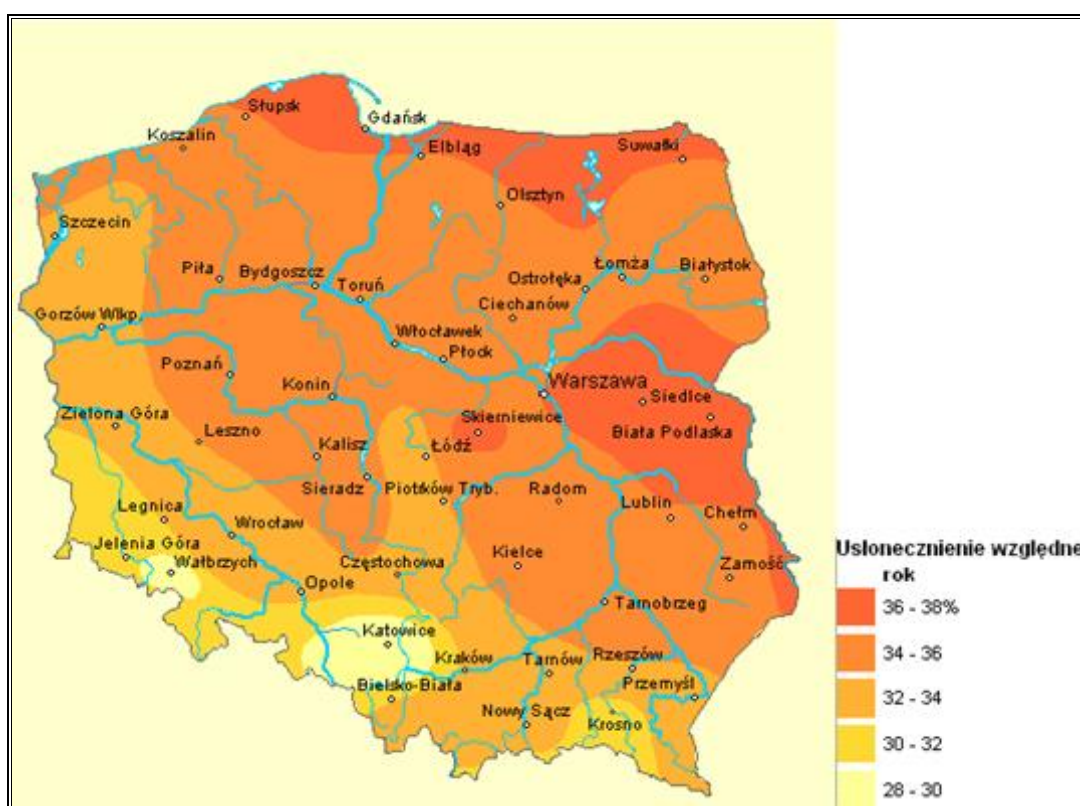 Słupsk
Gdańsk
Koszalin
Elbląg
Suwałki
Olsztyn
Szczecin
Piła
Bydgoszcz
Toruń
Ostrołęka
Łomża
Białystok
Ciechanów
Gorzów Wlkp.
Włocławek
Płock
Poznań
Konin
Warszawa
Siedlce
Zielona Góra
Leszno
Skierniewice
Biała Podlaska
Kalisz
Łódź
Sieradz
Piotrków Tryb.
Radom
Lublin
Chełm
Legnica
Wrocław
Jelenia Góra
Wałbrzych
Częstochowa
Kielce
Zamość
Opole
Tarnobrzeg
Katowice
Kraków
Tarnów
Rzeszów
Bielsko-Biała
Przemyśl
Nowy Sącz
Krosno
Usłonecznienie względne
rok
36 - 38%
34 - 36
32 - 34
30 - 32
28 - 30